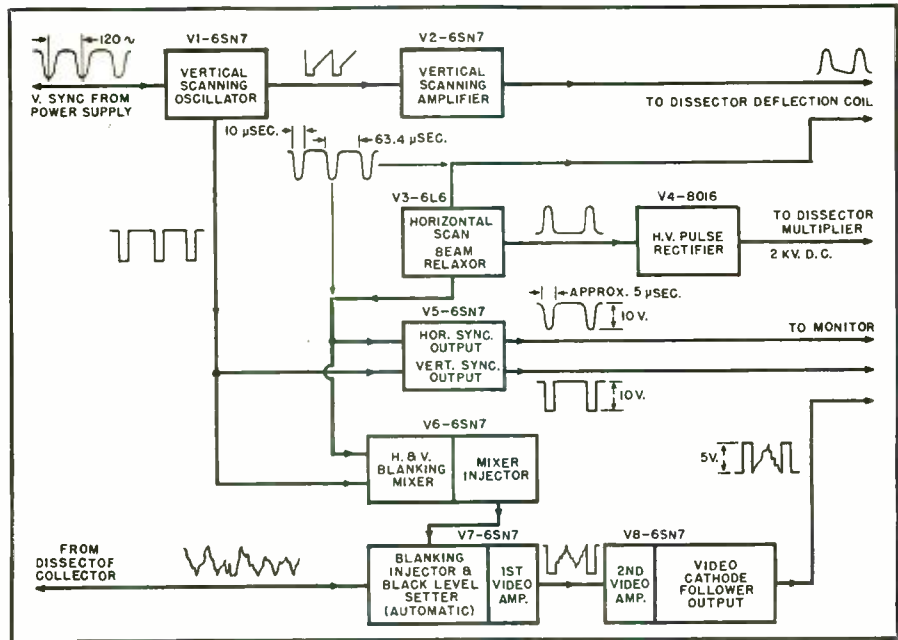 120 ~
V. SYNC FROM
POWER SUPPLY
V1-6SN7
VERTICAL
SCANNING
OSCILLATOR
V2-6SN7
VERTICAL
SCANNING
AMPLIFIER
TO DISSECTOR DEFLECTION COIL
10 µSEC.
63.4 µSEC.
V3-6L6
HORIZONTAL
SCAN
BEAM
RELAXOR
V4-8016
H.V. PULSE
RECTIFIER
TO DISSECTOR
MULTIPLIER
2 KV. D.C.
APPROX. 5 µSEC.
10 V.
V5-6SN7
HOR. SYNC.
OUTPUT
VERT. SYNC.
OUTPUT
TO MONITOR
10 V.
V6-6SN7
H. & V.
BLANKING
MIXER
MIXER
INJECTOR
5V.
FROM
DISSECTOF
COLLECTOR
V7-6SN7
BLANKING
INJECTOR &
BLACK LEVEL
SETTER
(AUTOMATIC)
1ST
VIDEO
AMP.
V8-6SN7
2ND
VIDEO
AMP.
VIDEO
CATHODE
FOLLOWER
OUTPUT